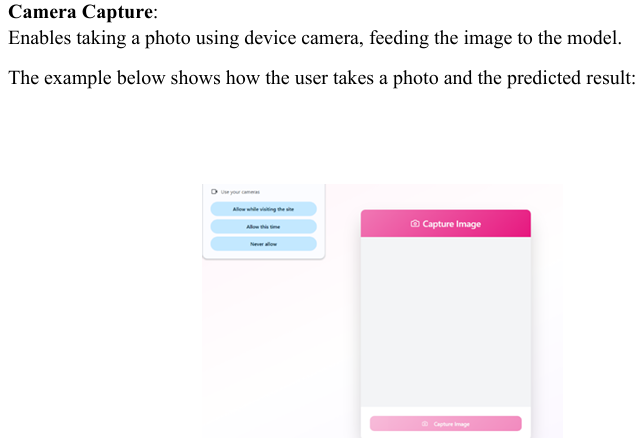 Camera Capture:
Enables taking a photo using device camera, feeding the image to the model.
The example below shows how the user takes a photo and the predicted result:
Use your cameras
Allow while visiting the site
Allow this time
Never allow
Capture Image
Capture Image